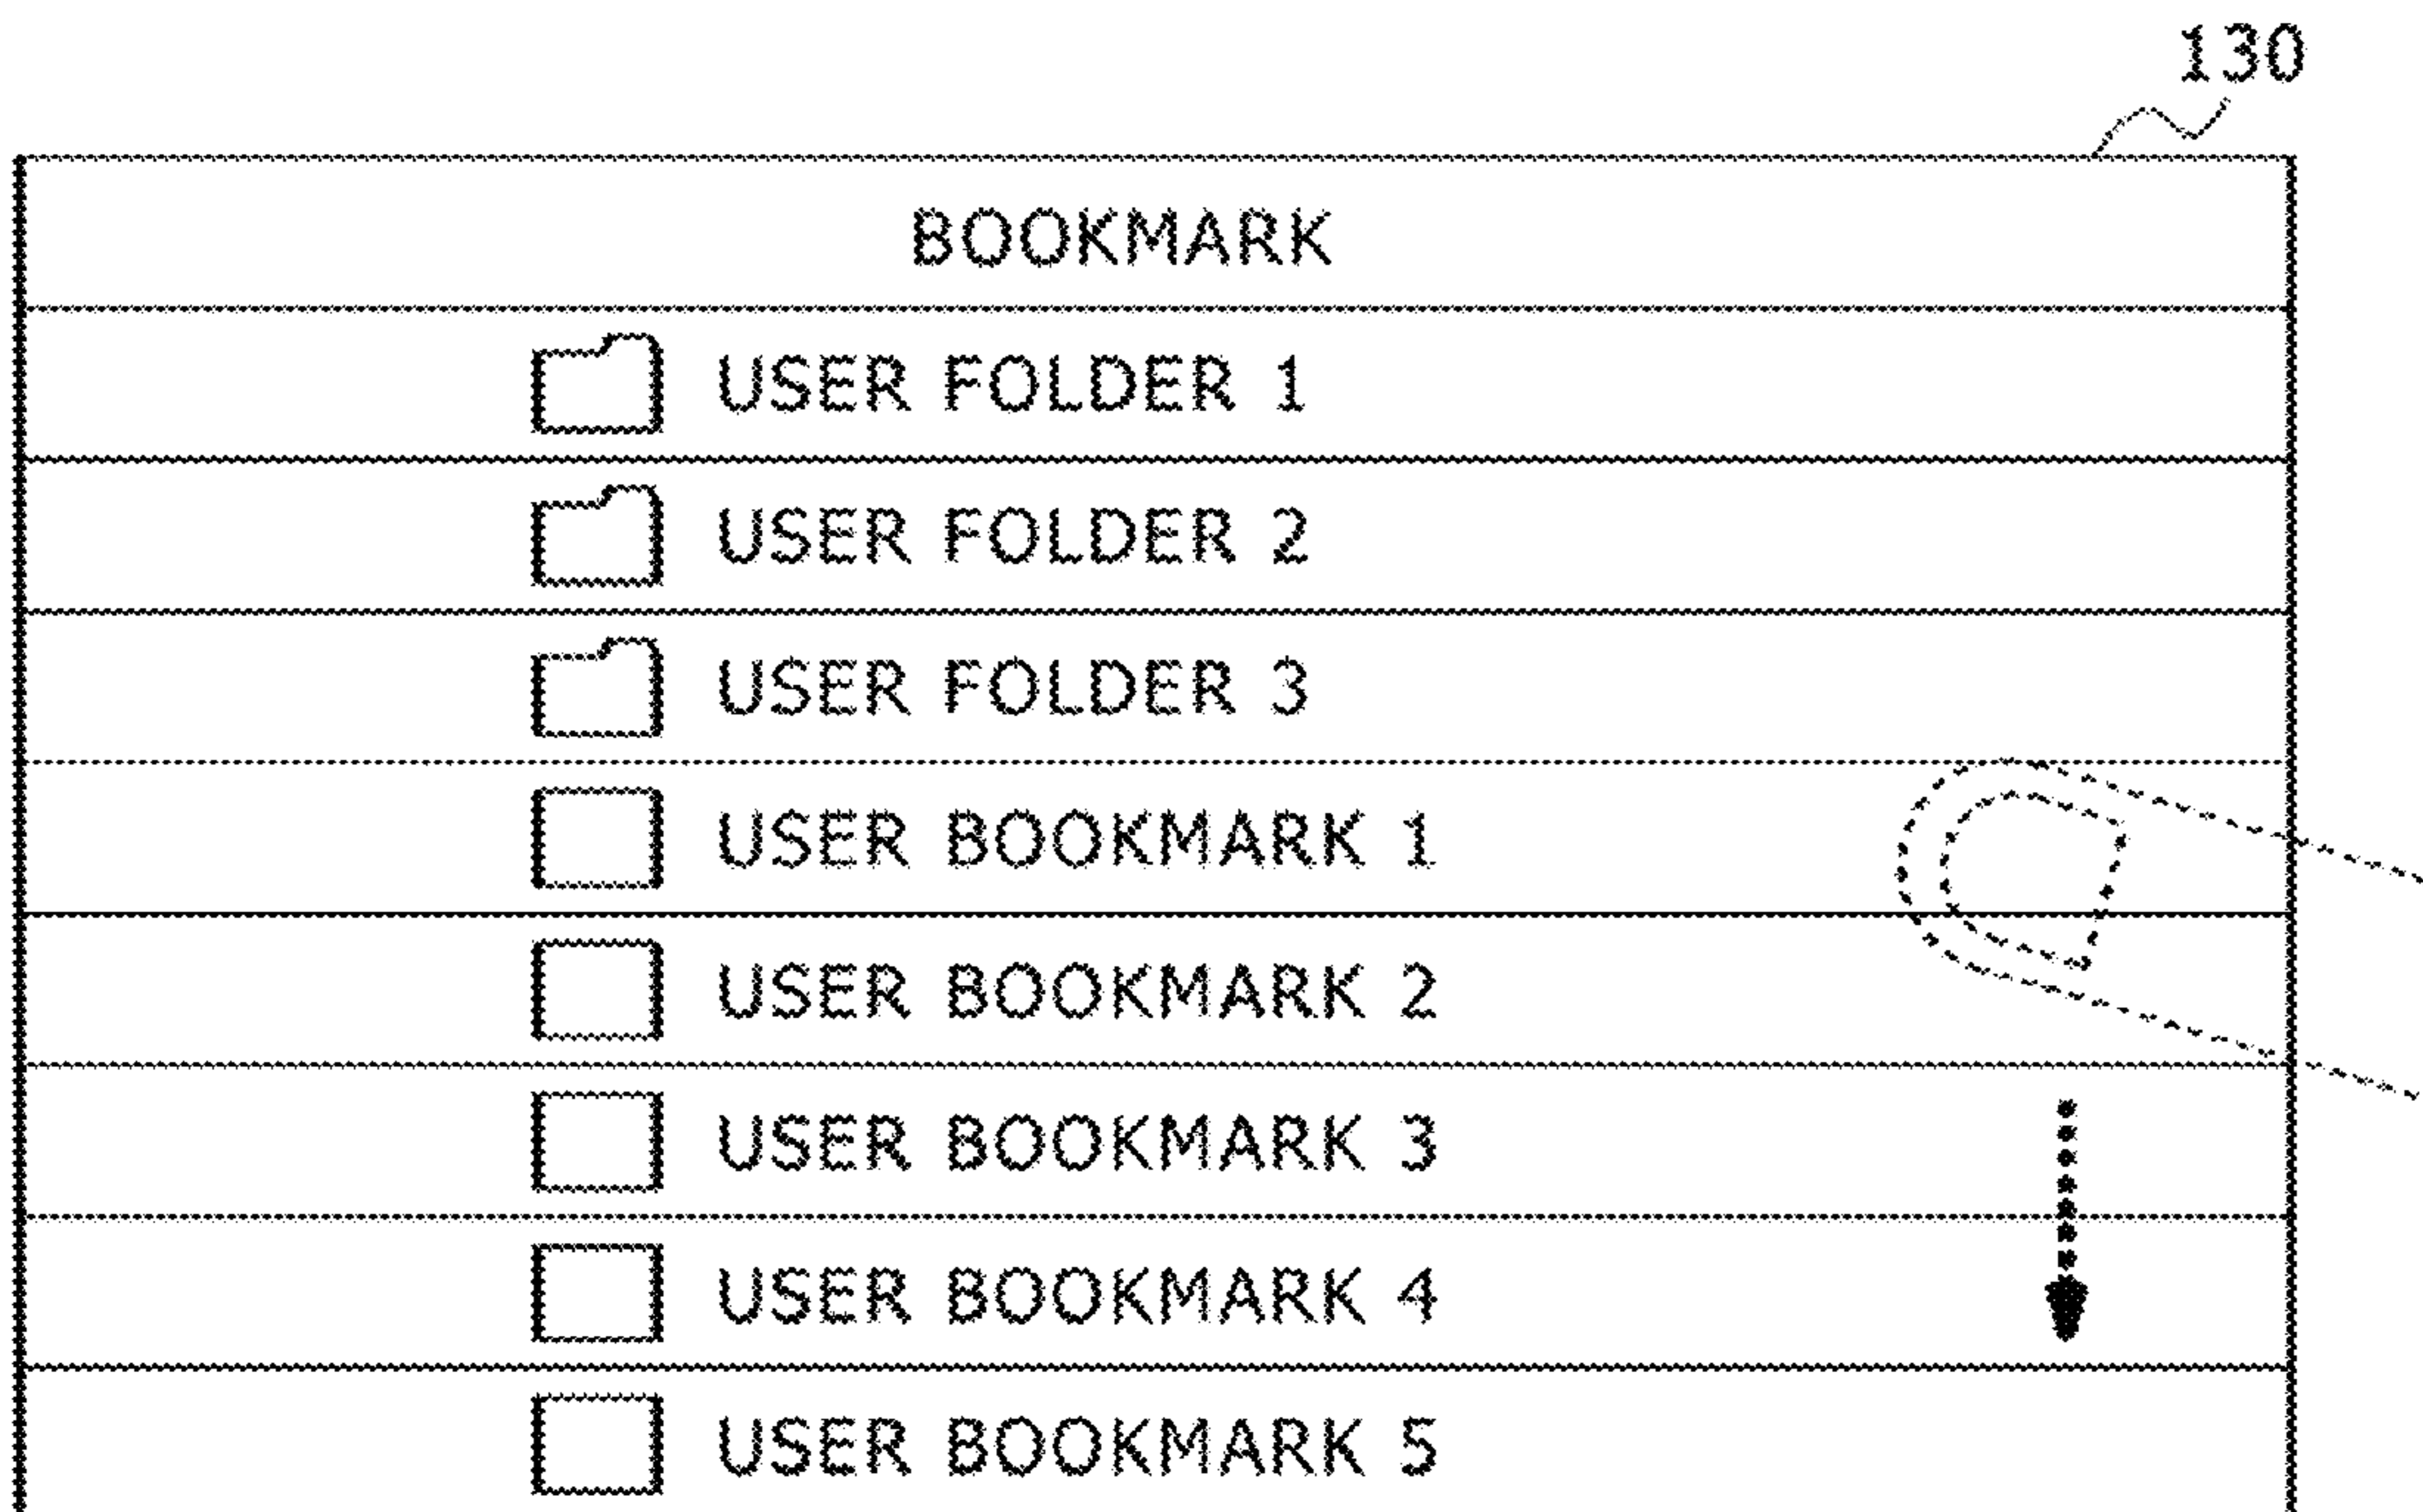 130
BOOKMARK
USER FOLDER 1
USER FOLDER 2
USER FOLDER 3
USER BOOKMARK 1
USER BOOKMARK 2
USER BOOKMARK 3
USER BOOKMARK 4
USER BOOKMARK 5